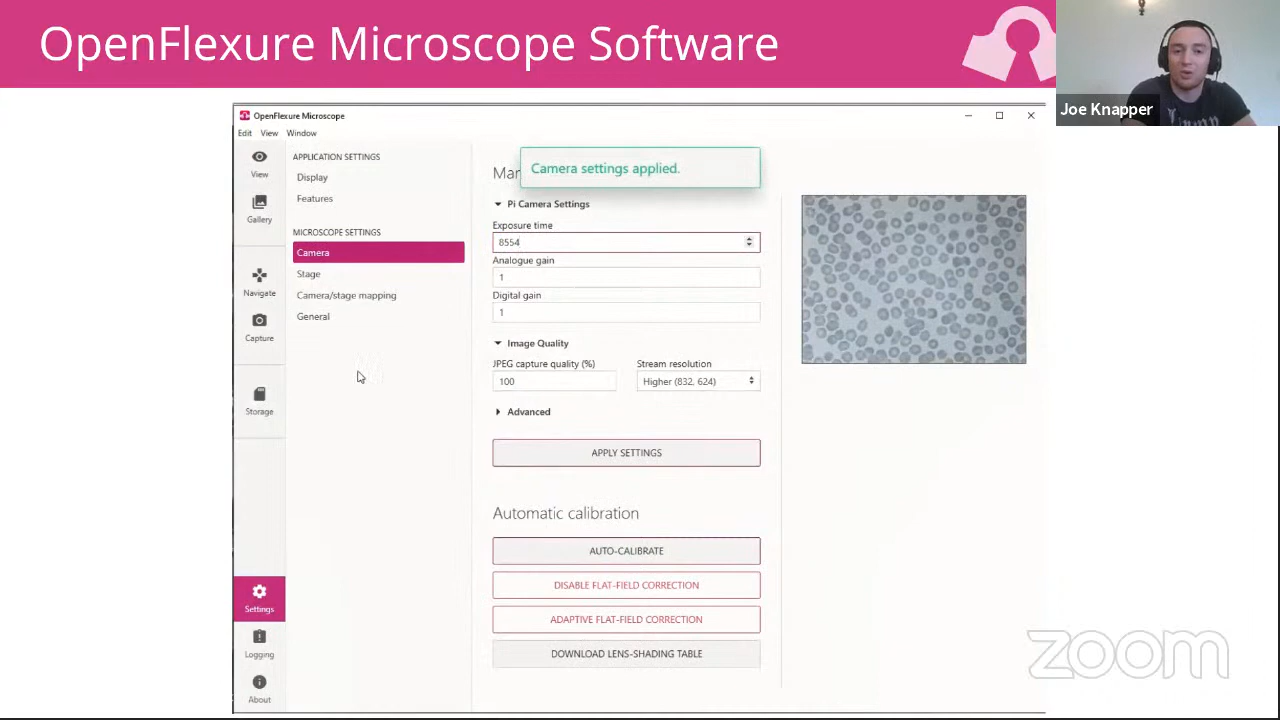 OpenFlexure Microscope Software
Joe Knapper
OpenFlexure Microscope
Edit View Window
View
Gallery
Navigate
Capture
Storage
Settings
Logging
About
APPLICATION SETTINGS
Display
Features
MICROSCOPE SETTINGS
Camera
Stage
Camera/stage mapping
General
Camera settings applied.
Pi Camera Settings
Exposure time
8554
Analogue gain
1
Digital gain
1
Image Quality
JPEG capture quality (%)
100
Stream resolution
Higher (832, 624)
Advanced
APPLY SETTINGS
Automatic calibration
AUTO-CALIBRATE
DISABLE FLAT-FIELD CORRECTION
ADAPTIVE FLAT-FIELD CORRECTION
DOWNLOAD LENS-SHADING TABLE
zoom